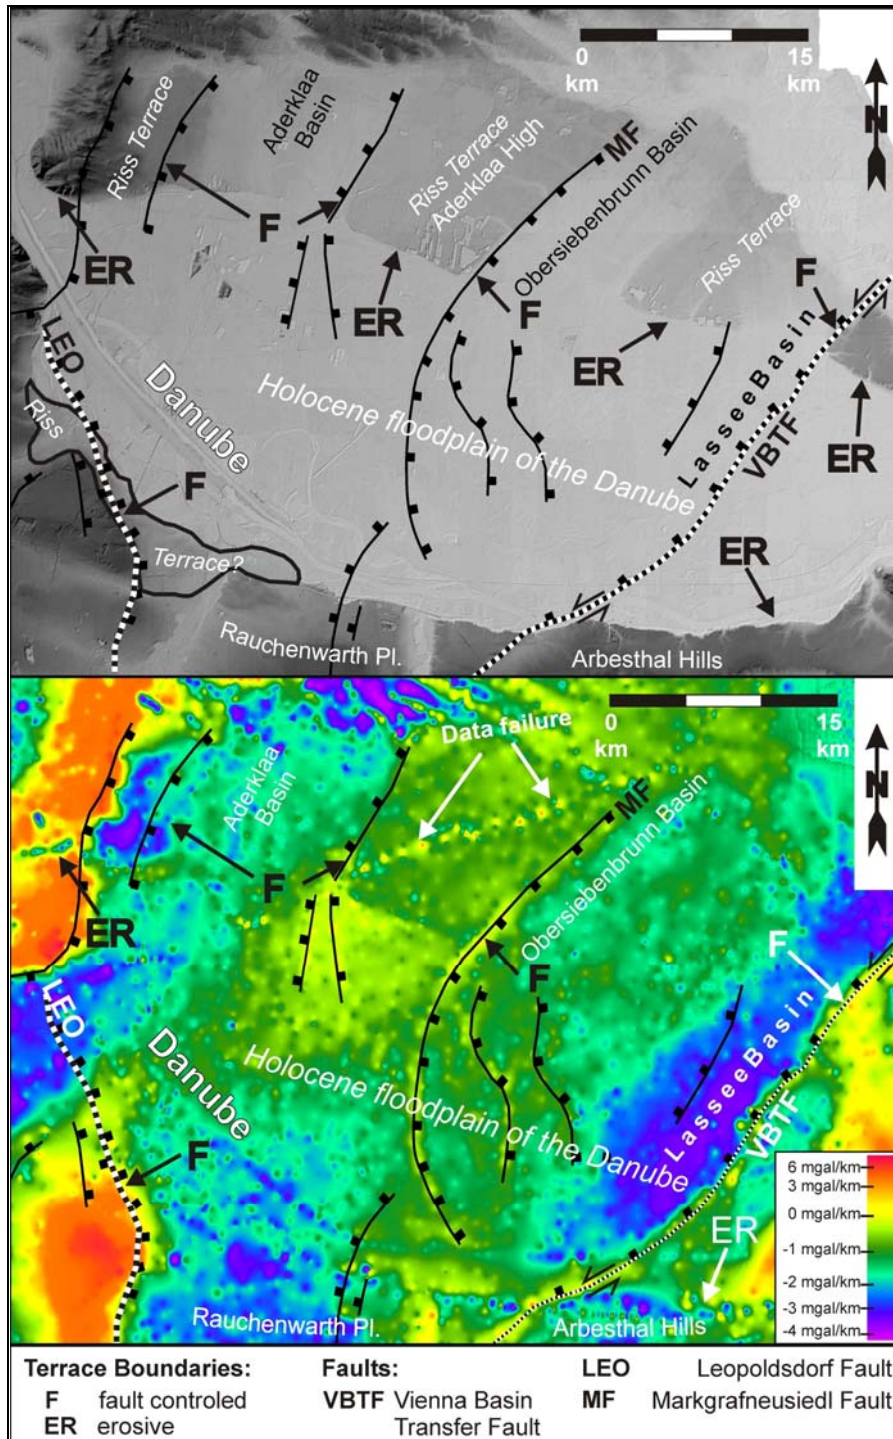 0 15
km km
N
Riss Terrace
Aderklaa
Basin
Riss Terrace
Aderklaa High
MF
Obersiebenbrunn Basin
Riss Terrace
F
ER
ER
F
ER
F
Lassee Basin
VBTF
ER
LEO
Danube
Holocene floodplain of the Danube
Riss
F
Terrace?
ER
Rauchenwarth Pl.
Arbesthal Hills
0 15
km km
N
Data failure
Aderklaa
Basin
MF
Obersiebenbrunn Basin
F
ER
F
F
Lassee Basin
VBTF
LEO
Danube
Holocene floodplain of the Danube
F
ER
Rauchenwarth Pl.
Arbesthal Hills
6 mgal/km
3 mgal/km
0 mgal/km
-1 mgal/km
-2 mgal/km
-3 mgal/km
-4 mgal/km
Terrace Boundaries: Faults: LEO Leopoldsdorf Fault
F fault controled VBTF Vienna Basin MF Markgrafneusiedl Fault
ER erosive Transfer Fault